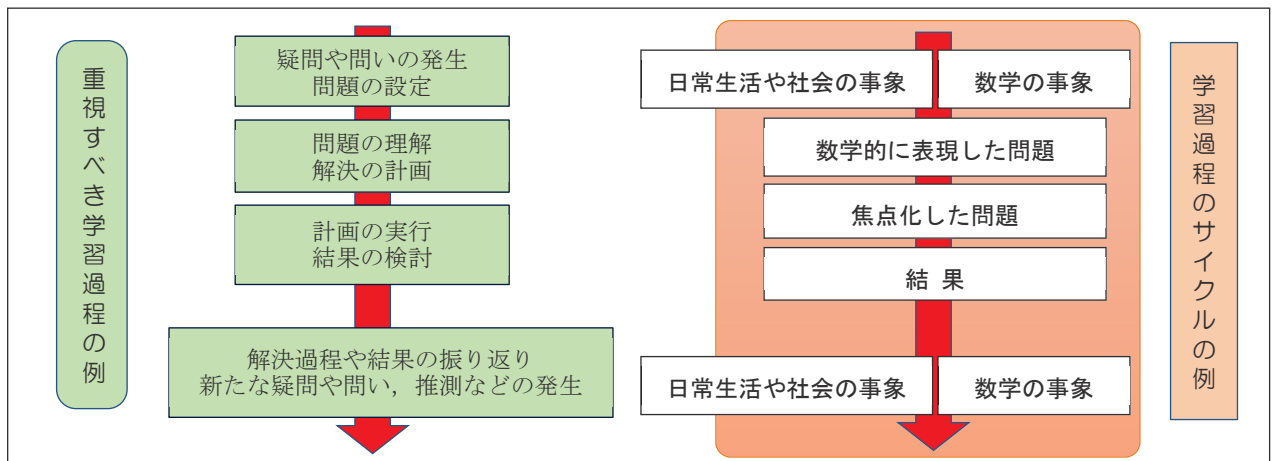 重視すべき学習過程の例
疑問や問いの発生
問題の設定
問題の理解
解決の計画
計画の実行
結果の検討
解決過程や結果の振り返り
新たな疑問や問い，推測などの発生
日常生活や社会の事象
数学の事象
数学的に表現した問題
焦点化した問題
結 果
日常生活や社会の事象
数学の事象
学習過程のサイクルの例